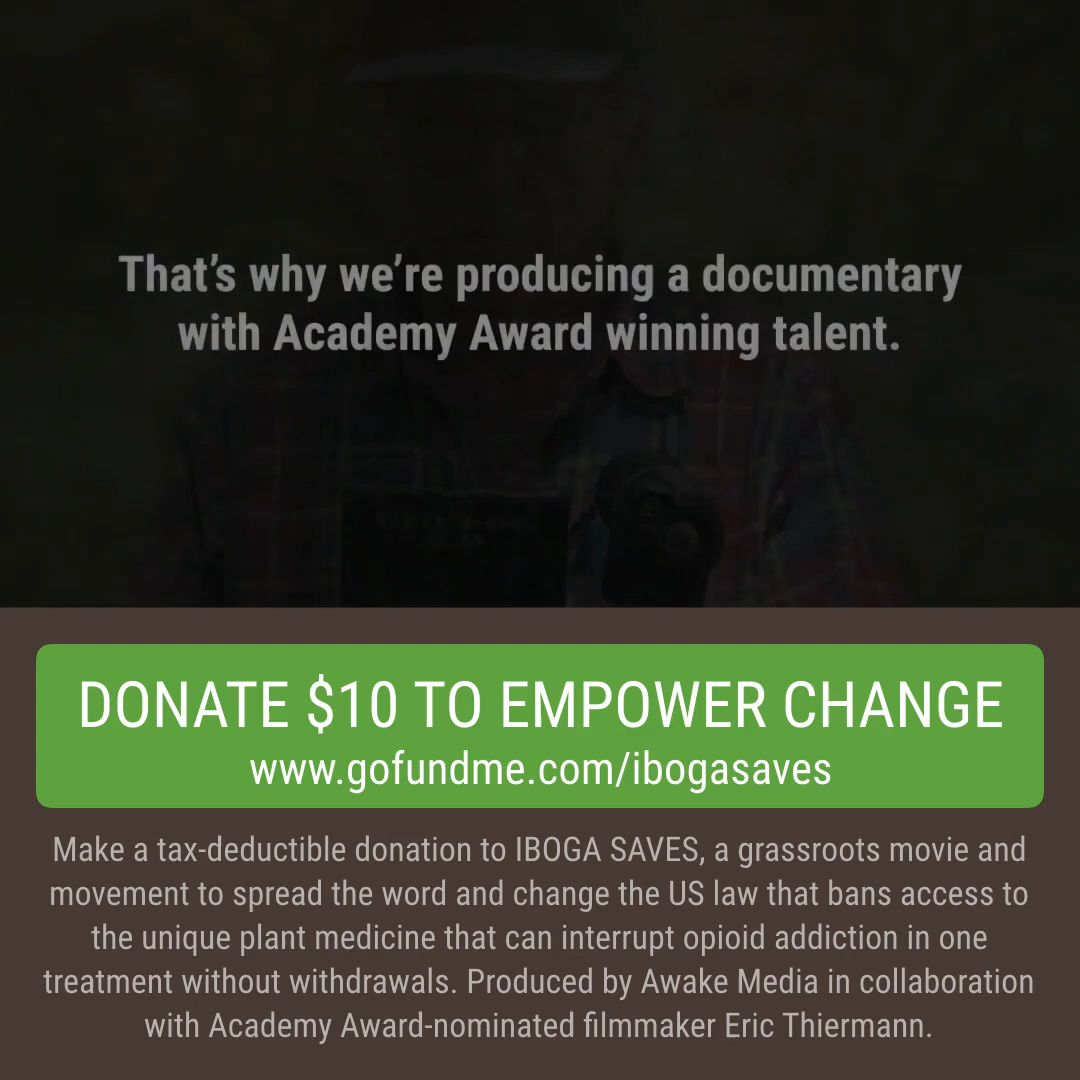 That’s why we’re producing a documentary
with Academy Award winning talent.
DONATE $10 TO EMPOWER CHANGE
www.gofundme.com/ibogasaves
Make a tax-deductible donation to IBOGA SAVES, a grassroots movie and
movement to spread the word and change the US law that bans access to
the unique plant medicine that can interrupt opioid addiction in one
treatment without withdrawals. Produced by Awake Media in collaboration
with Academy Award-nominated filmmaker Eric Thiermann.